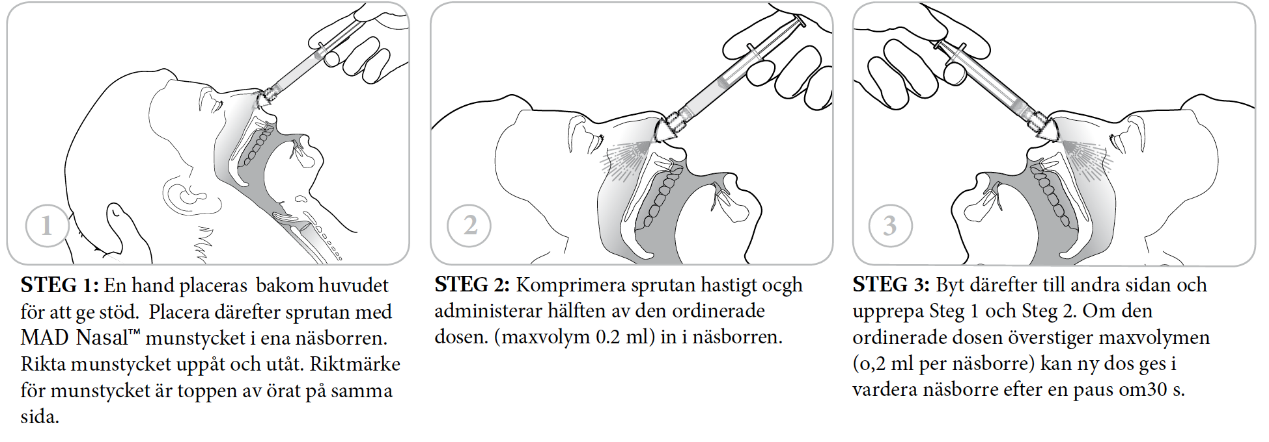 1
STEG 1: En hand placeras bakom huvudet
för att ge stöd. Placera därefter sprutan med
MAD Nasal™ munstycket i ena näsborren.
Rikta munstycket uppåt och utåt. Riktmärke
för munstycket är toppen av örat på samma
sida.
2
STEG 2: Komprimera sprutan hastigt ocgh
administerar hälften av den ordinerade
dosen. (maxvolym 0.2 ml) in i näsborren.
3
STEG 3: Byt därefter till andra sidan och
upprepa Steg 1 och Steg 2. Om den
ordinerade dosen överstiger maxvolymen
(o,2 ml per näsborre) kan ny dos ges i
vardera näsborre efter en paus om30 s.